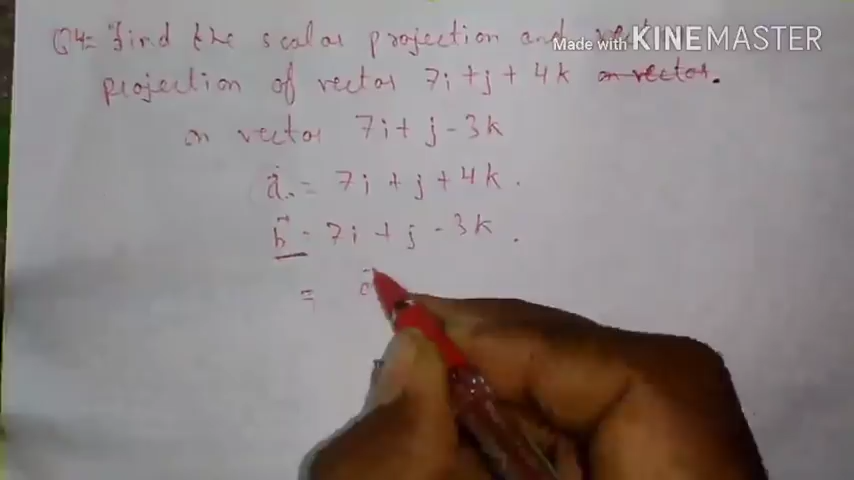 Q4= find the scalar projection and vect
Made with KINEMASTER
projection of vector 7i + j + 4k on vector.
on vector 7i + j - 3k
a = 7i + j + 4k .
b = 7i + j - 3k .
=